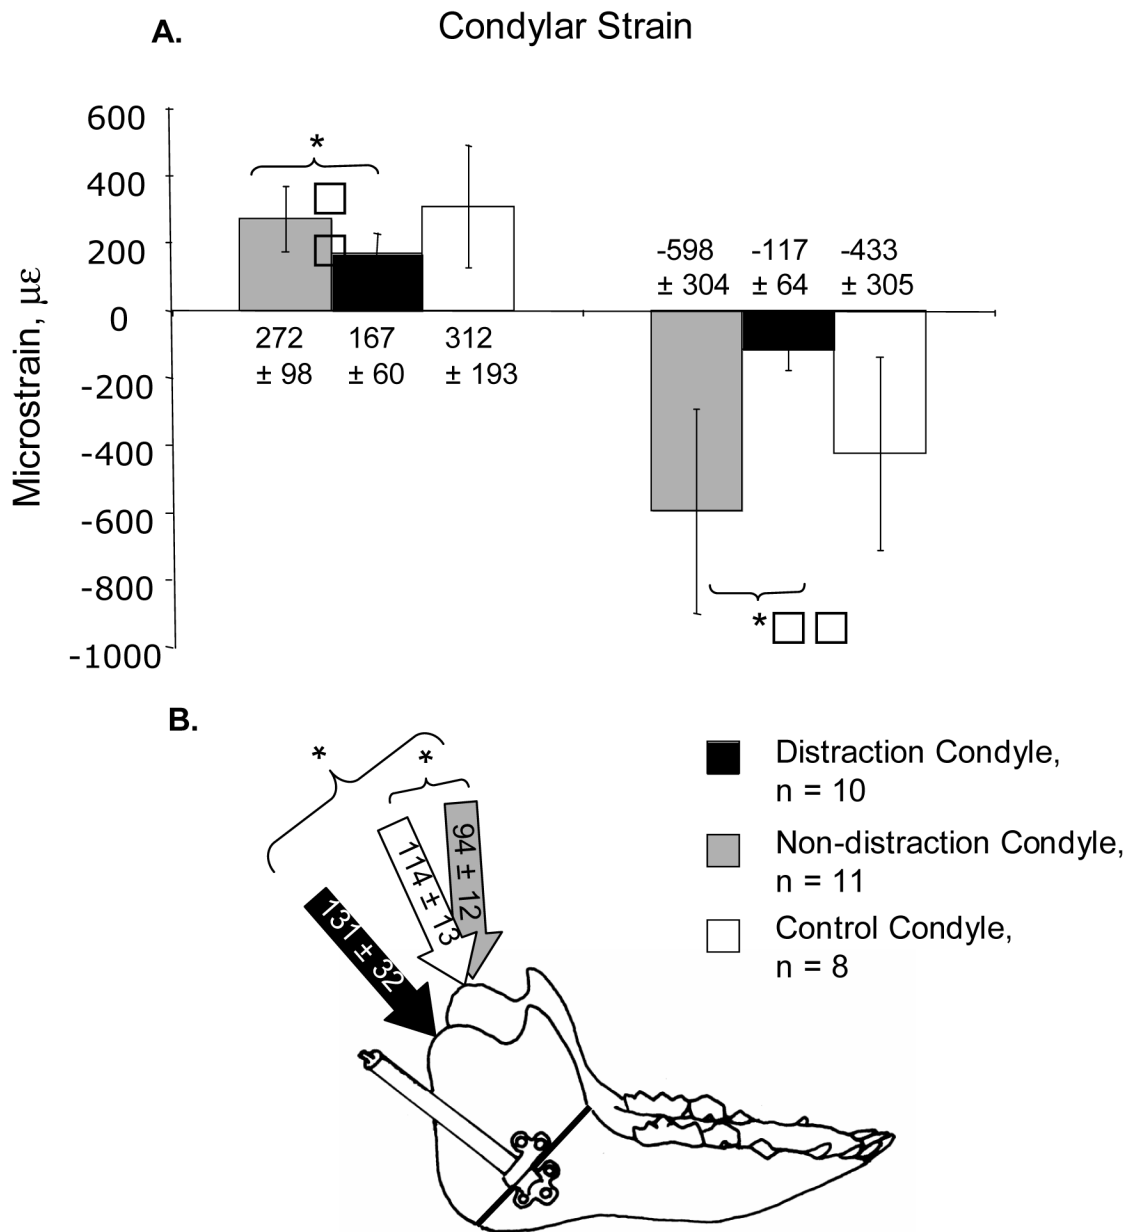 A.
Condylar Strain
600
*
400
200
0
-200
-400
-600
-800
-1000
Microstrain, με
-598 -117 -433
± 304 ± 64 ± 305
272 167 312
± 98 ± 60 ± 193
*□ □
B.
* *
94 ± 12
114 ± 13
131 ± 32
Distraction Condyle,
n = 10
Non-distraction Condyle,
n = 11
Control Condyle,
n = 8